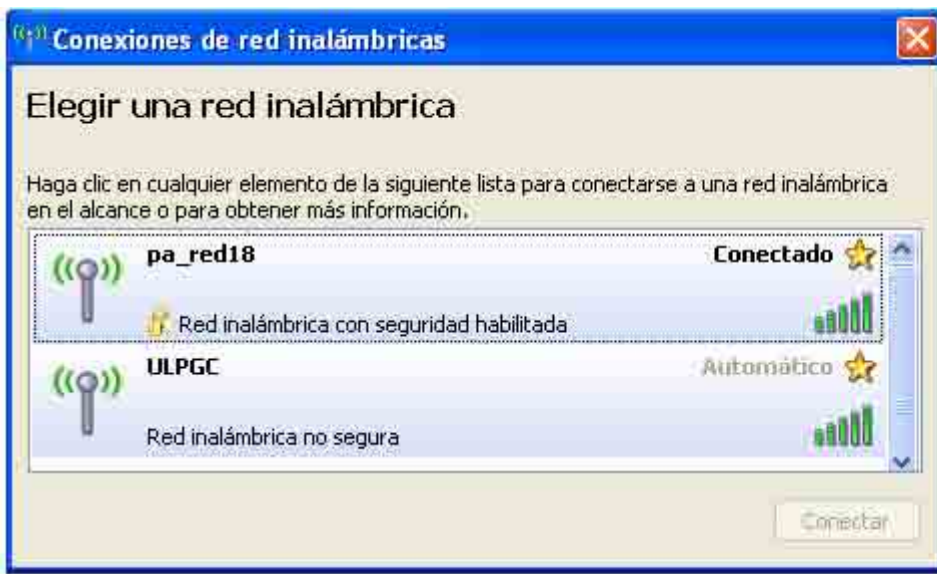 Conexiones de red inalámbricas
Elegir una red inalámbrica
Haga clic en cualquier elemento de la siguiente lista para conectarse a una red inalámbrica
en el alcance o para obtener más información.
pa_red18 Conectado
Red inalámbrica con seguridad habilitada
ULPGC Automático
Red inalámbrica no segura
Conectar